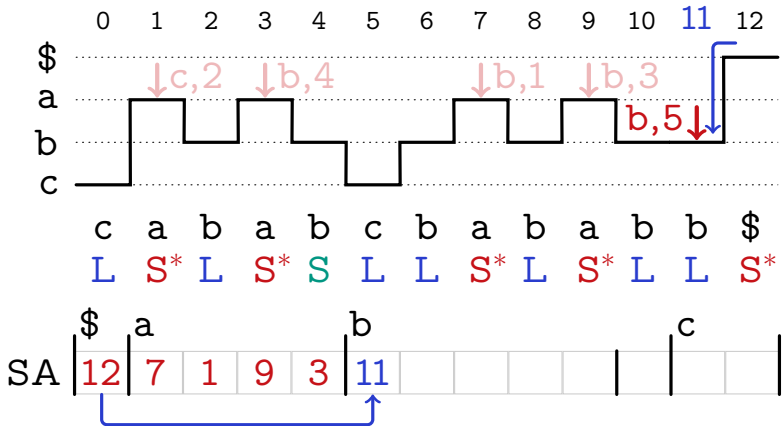 0 1 2 3 4 5 6 7 8 9 10 11 12
$
c,2 b,4 b,1 b,3
a
b,5
b
c
c a b a b c b a b a b b $
L S* L S* S L L S* L S* L L S*
$ a b c
SA 12 7 1 9 3 11